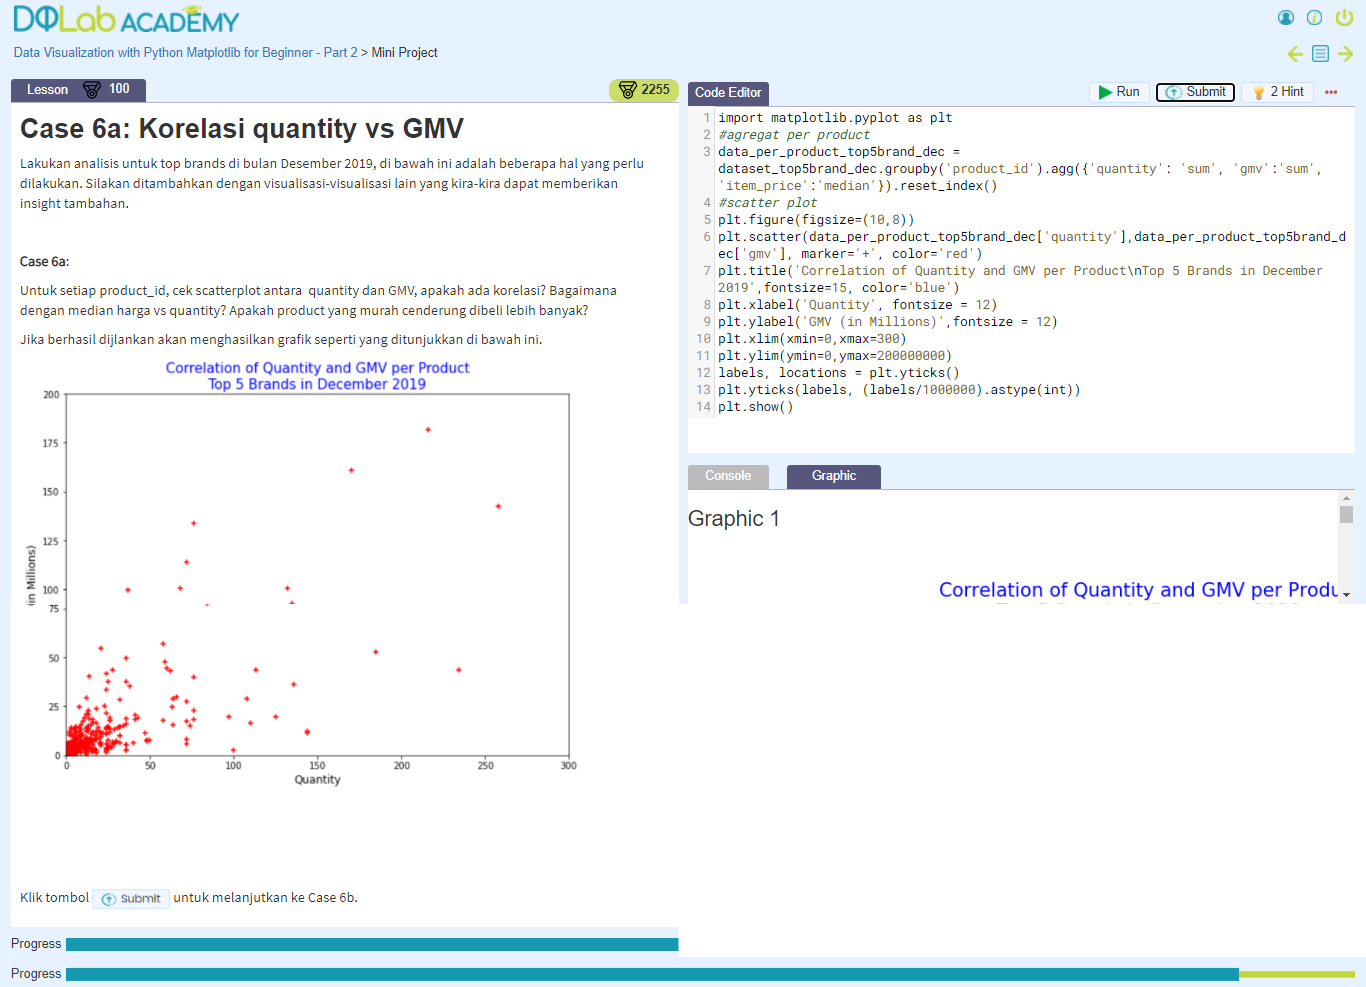 DQLab ACADEMY
Data Visualization with Python Matplotlib for Beginner - Part 2 > Mini Project
Lesson 100
2255
Case 6a: Korelasi quantity vs GMV
Lakukan analisis untuk top brands di bulan Desember 2019, di bawah ini adalah beberapa hal yang perlu
dilakukan. Silakan ditambahkan dengan visualisasi-visualisasi lain yang kira-kira dapat memberikan
insight tambahan.
Case 6a:
Untuk setiap product_id, cek scatterplot antara quantity dan GMV, apakah ada korelasi? Bagaimana
dengan median harga vs quantity? Apakah product yang murah cenderung dibeli lebih banyak?
Jika berhasil dijlankan akan menghasilkan grafik seperti yang ditunjukkan di bawah ini.
Correlation of Quantity and GMV per Product
Top 5 Brands in December 2019
200
175
150
125
100
75
50
25
0
in Millions)
0 50 100 150 200 250 300
Quantity
Klik tombol Submit untuk melanjutkan ke Case 6b.
Progress
Code Editor
Run
Submit
2 Hint
1 import matplotlib.pyplot as plt
2 #agregat per product
3 data_per_product_top5brand_dec =
dataset_top5brand_dec.groupby('product_id').agg({'quantity': 'sum', 'gmv':'sum',
'item_price':'median'}).reset_index()
4 #scatter plot
5 plt.figure(figsize=(10,8))
6 plt.scatter(data_per_product_top5brand_dec['quantity'],data_per_product_top5brand_d
ec['gmv'], marker='+', color='red')
7 plt.title('Correlation of Quantity and GMV per Product\nTop 5 Brands in December
2019',fontsize=15, color='blue')
8 plt.xlabel('Quantity', fontsize = 12)
9 plt.ylabel('GMV (in Millions)',fontsize = 12)
10 plt.xlim(xmin=0,xmax=300)
11 plt.ylim(ymin=0,ymax=200000000)
12 labels, locations = plt.yticks()
13 plt.yticks(labels, (labels/1000000).astype(int))
14 plt.show()
Console
Graphic
Graphic 1
Correlation of Quantity and GMV per Produ
Progress